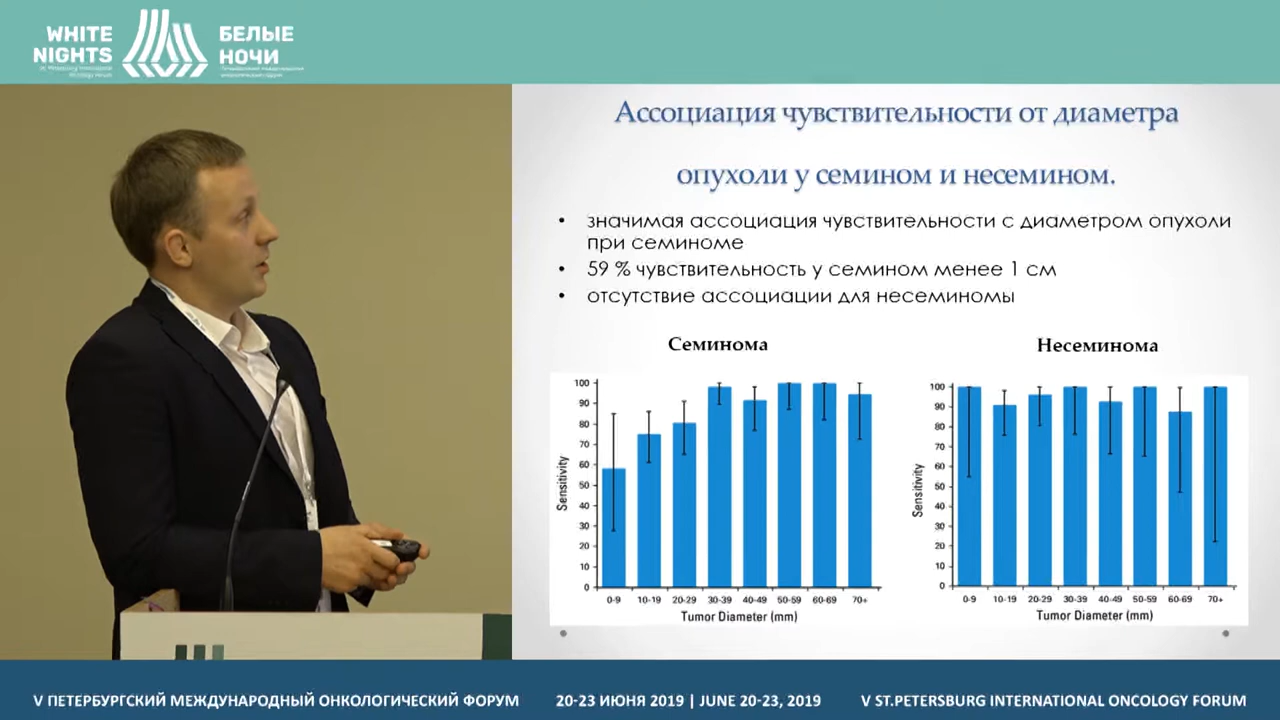 WHITE
NIGHTS
St. Petersburg International
Oncology Forum
БЕЛЫЕ
НОЧИ
Ассоциация чувствительности от диаметра
опухоли у семином и несемином.
• значимая ассоциация чувствительности с диаметром опухоли
при семиноме
• 59 % чувствительность у семином менее 1 см
• отсутствие ассоциации для несеминомы
Семинома
Sensitivity
100
90
80
70
60
50
40
30
20
10
0
0-9 10-19 20-29 30-39 40-49 50-59 60-69 70+
Tumor Diameter (mm)
Несеминома
Sensitivity
100
90
80
70
60
50
40
30
20
10
0
0-9 10-19 20-29 30-39 40-49 50-59 60-69 70+
Tumor Diameter (mm)
V ПЕТЕРБУРГСКИЙ МЕЖДУНАРОДНЫЙ ОНКОЛОГИЧЕСКИЙ ФОРУМ
20-23 ИЮНЯ 2019 | JUNE 20-23, 2019
V ST.PETERSBURG INTERNATIONAL ONCOLOGY FORUM